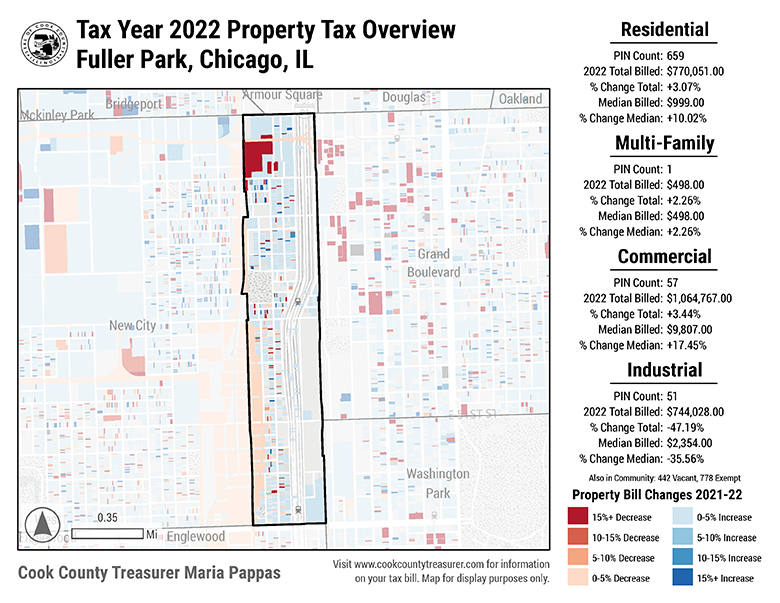 Tax Year 2022 Property Tax Overview
Fuller Park, Chicago, IL
Armour Square
Bridgeport
Douglas
Oakland
Mckinley Park
Grand
Boulevard
New City
E 51ST ST
Washington
Park
Englewood
0.35
Mi
Cook County Treasurer Maria Pappas
Visit www.cookcountytreasurer.com for information
on your tax bill. Map for display purposes only.
Residential
PIN Count: 659
2022 Total Billed: $770,051.00
% Change Total: +3.07%
Median Billed: $999.00
% Change Median: +10.02%
Multi-Family
PIN Count: 1
2022 Total Billed: $498.00
% Change Total: +2.26%
Median Billed: $498.00
% Change Median: +2.26%
Commercial
PIN Count: 57
2022 Total Billed: $1,064,767.00
% Change Total: +3.44%
Median Billed: $9,807.00
% Change Median: +17.45%
Industrial
PIN Count: 51
2022 Total Billed: $744,028.00
% Change Total: -47.19%
Median Billed: $2,354.00
% Change Median: -35.56%
Also in Community: 442 Vacant, 778 Exempt
Property Bill Changes 2021-22
15%+ Decrease
0-5% Increase
10-15% Decrease
5-10% Increase
5-10% Decrease
10-15% Increase
0-5% Decrease
15%+ Increase